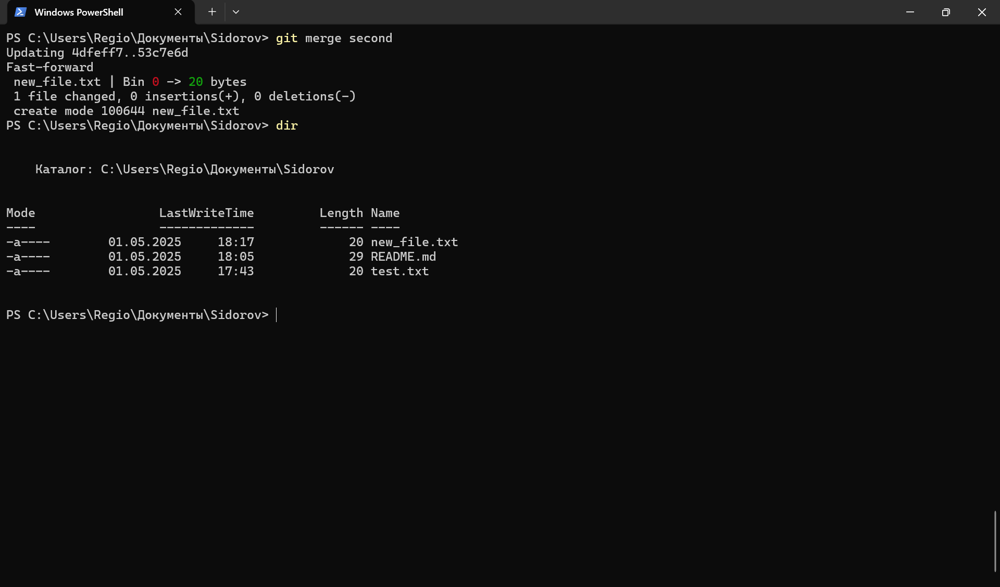 Windows PowerShell
PS C:\Users\Regio\Документы\Sidorov> git merge second
Updating 4dfeff7..53c7e6d
Fast-forward
 new_file.txt | Bin 0 -> 20 bytes
 1 file changed, 0 insertions(+), 0 deletions(-)
 create mode 100644 new_file.txt
PS C:\Users\Regio\Документы\Sidorov> dir
    Каталог: C:\Users\Regio\Документы\Sidorov
Mode                 LastWriteTime         Length Name
----                 -------------         ------ ----
-a----        01.05.2025     18:17             20 new_file.txt
-a----        01.05.2025     18:05             29 README.md
-a----        01.05.2025     17:43             20 test.txt
PS C:\Users\Regio\Документы\Sidorov>